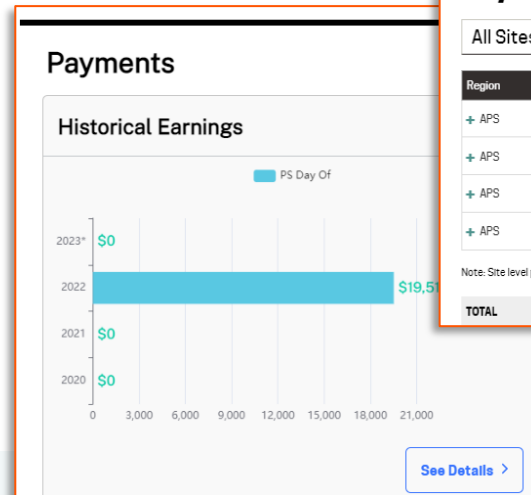 Payments
Historical Earnings
PS Day Of
2023* $0
2022 $19,51
2021 $0
2020 $0
0 3,000 6,000 9,000 12,000 15,000 18,000 21,000
See Details >
All Sites
Region
+ APS
+ APS
+ APS
+ APS
Note: Site level
TOTAL